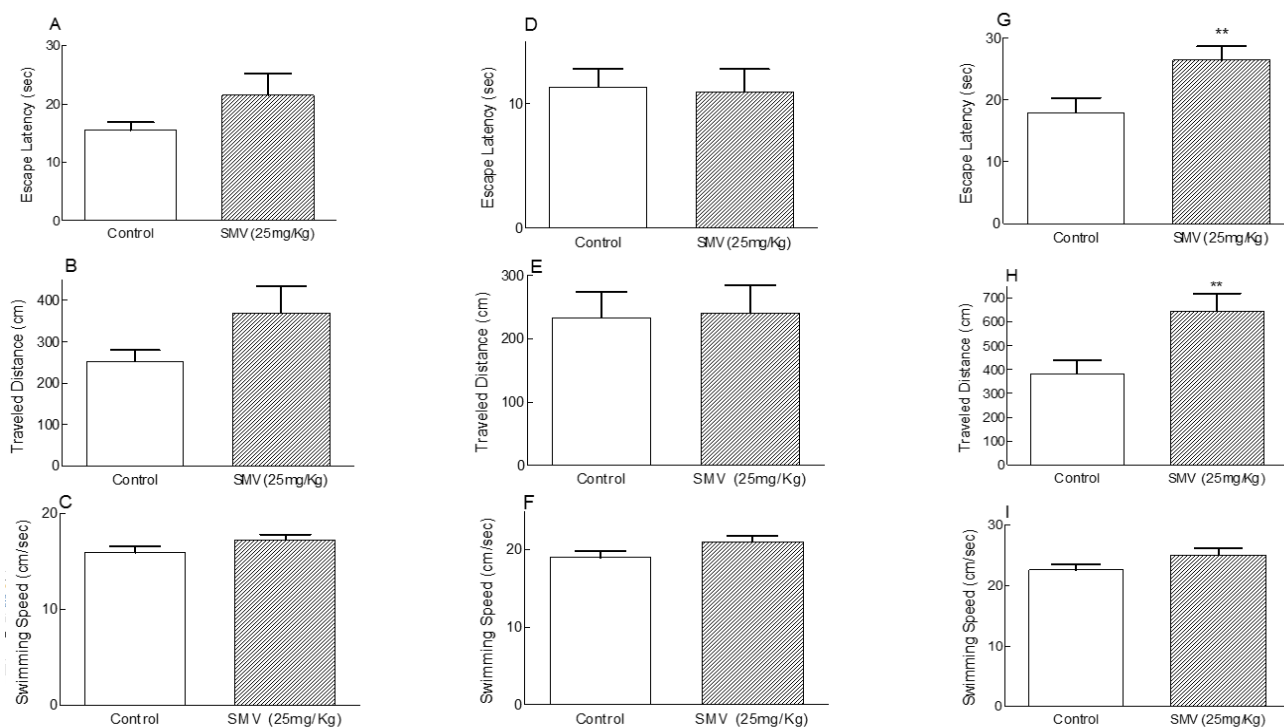 A
Escape Latency (sec)
30
20
10
0
Control
SMV(25mg/Kg)
B
Traveled Distance (cm)
400
300
200
100
0
Control
SMV(25mg/Kg)
C
Swimming Speed (cm/sec)
20
10
0
Control
SMV (25mg/Kg)
D
Escape Latency (sec)
10
0
Control
SMV(25mg/Kg)
E
Traveled Distance (cm)
300
200
100
0
Control
SMV (25mg/Kg)
F
Swimming Speed (cm/sec)
20
10
0
Control
SMV (25mg/Kg)
G
Escape Latency (sec)
30
20
10
0
**
Control
SMV(25mg/Kg)
H
Traveled Distance (cm)
700
600
500
400
300
200
100
0
**
Control
SMV (25mg/Kg)
I
Swimming Speed (cm/sec)
30
20
10
0
Control
SMV (25mg/Kg)